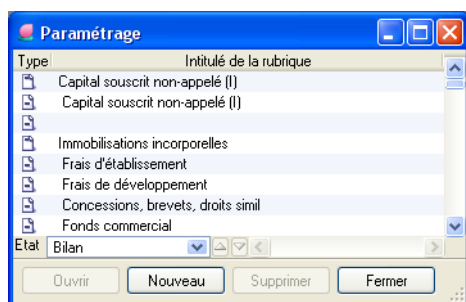 Paramétrage
Type Intitulé de la rubrique
Capital souscrit non-appelé (I)
Capital souscrit non-appelé (I)
Immobilisations incorporelles
Frais d'établissement
Frais de développement
Concessions, brevets, droits simil
Fonds commercial
Etat Bilan
Ouvrir Nouveau Supprimer Fermer